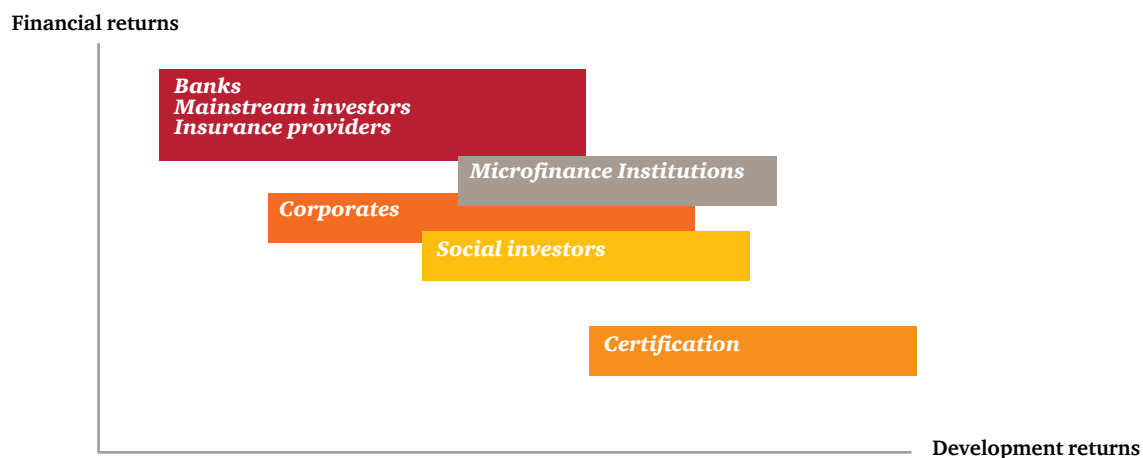 Financial returns
Banks
Mainstream investors
Insurance providers
Microfinance Institutions
Corporates
Social investors
Certification
Development returns